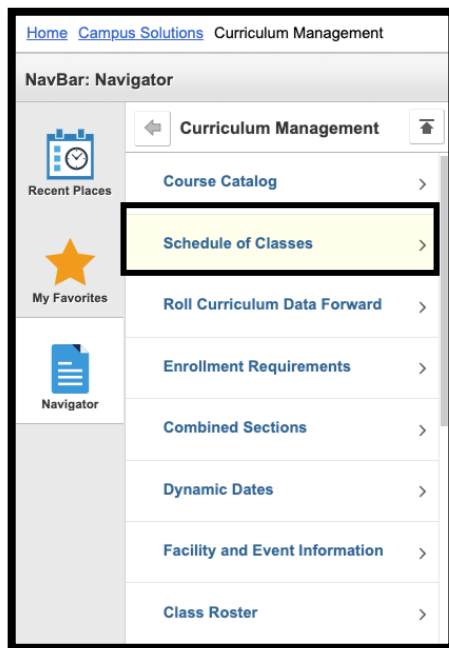 Home Campus Solutions Curriculum Management
NavBar: Navigator
Curriculum Management
Recent Places
My Favorites
Navigator
Course Catalog
Schedule of Classes
Roll Curriculum Data Forward
Enrollment Requirements
Combined Sections
Dynamic Dates
Facility and Event Information
Class Roster